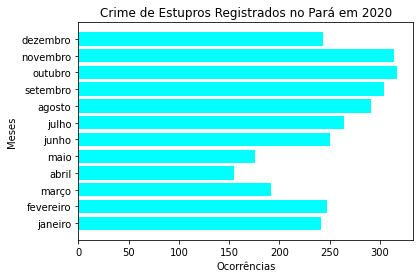 Crime de Estupros Registrados no Pará em 2020
Meses
dezembro
novembro
outubro
setembro
agosto
julho
junho
maio
abril
março
fevereiro
janeiro
0 50 100 150 200 250 300
Ocorrências